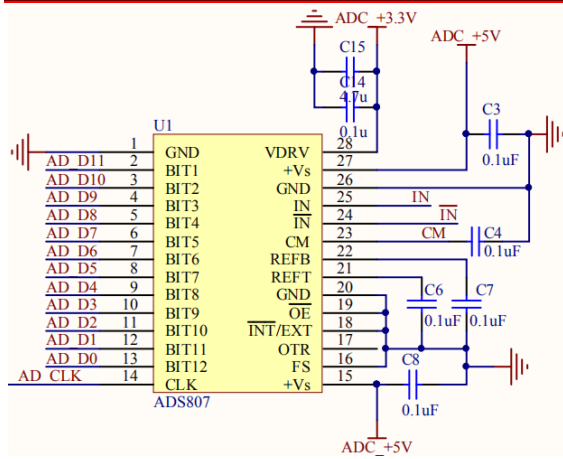 ADC_+3.3V
ADC_+5V
C15
C14
4.7u
0.1u
C3
0.1uF
U1
1 GND VDRV 28
AD_D11 2 BIT1 +Vs 27
AD_D10 3 BIT2 GND 26
AD_D9 4 BIT3 IN 25 IN
AD_D8 5 BIT4 IN 24 IN
AD_D7 6 BIT5 CM 23 CM C4 0.1uF
AD_D6 7 BIT6 REFB 22
AD_D5 8 BIT7 REFT 21
AD_D4 9 BIT8 GND 20 C6 C7
AD_D3 10 BIT9 OE 19 0.1uF 0.1uF
AD_D2 11 BIT10 INT/EXT 18
AD_D1 12 BIT11 OTR 17
AD_D0 13 BIT12 FS 16 C8
AD_CLK 14 CLK +Vs 15
ADS807
0.1uF
ADC_+5V